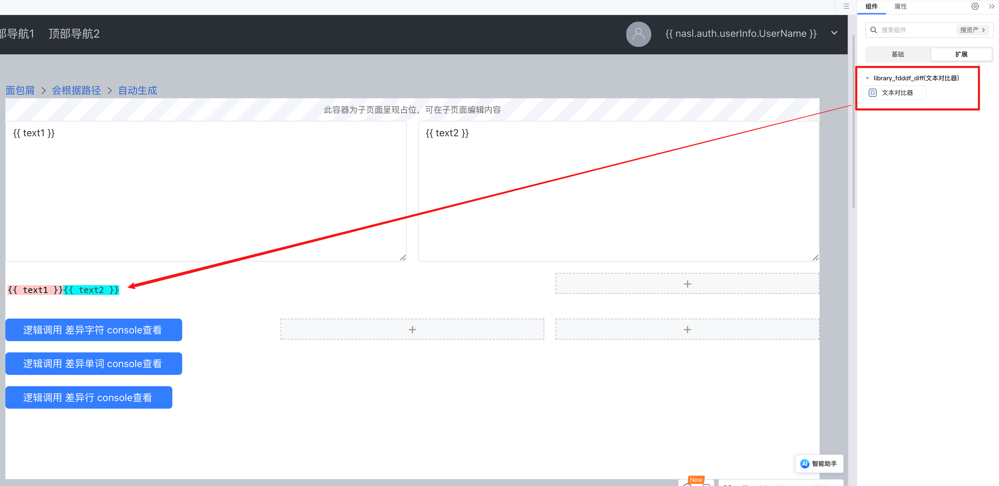 组件 属性
部导航1 顶部导航2
{{ nasl.auth.userInfo.UserName }}
搜索组件 搜资产
基础 扩展
library_fdddf_diff(文本对比器)
D 文本对比器
面包屑 > 会根据路径 > 自动生成
此容器为子页面呈现占位，可在子页面编辑内容
{{ text1 }}
{{ text2 }}
{{ text1 }}{{ text2 }}
逻辑调用 差异字符 console查看
逻辑调用 差异单词 console查看
逻辑调用 差异行 console查看
AI 智能助手
New